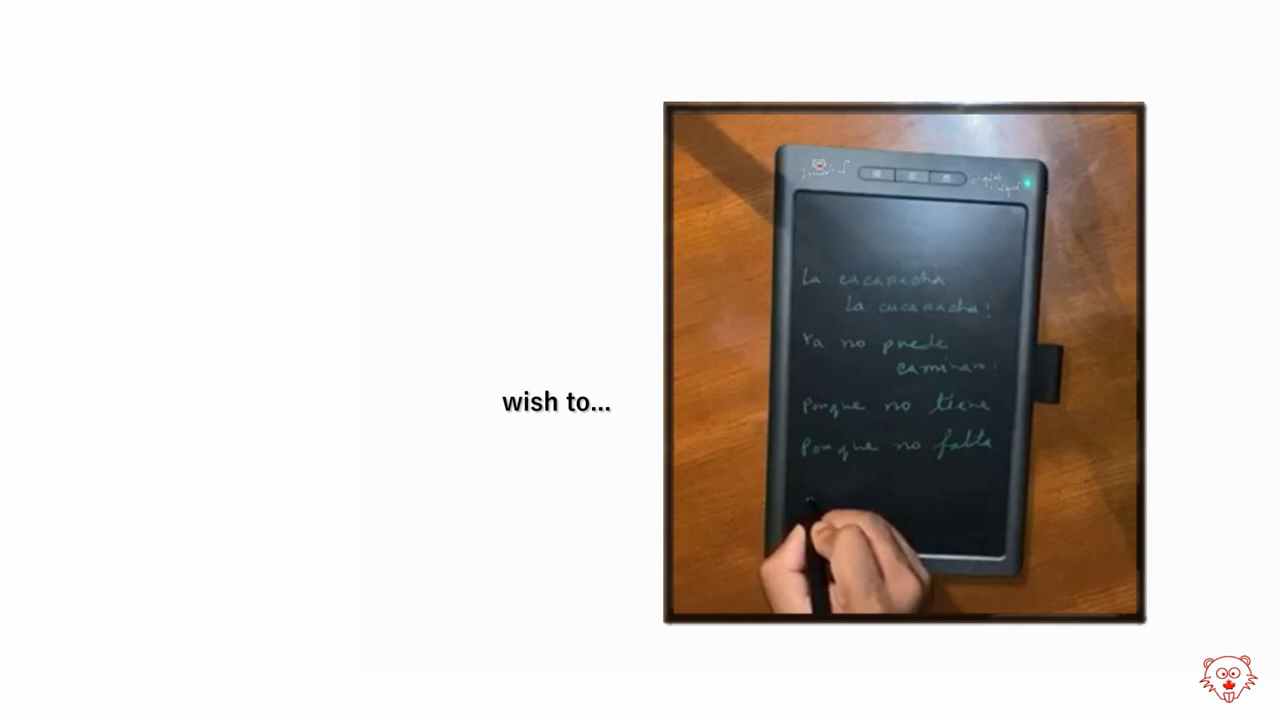 wish to...
La cucaracha
La cucaracha!
Ya no puede
caminar!
Porque no tiene
Porque no falta